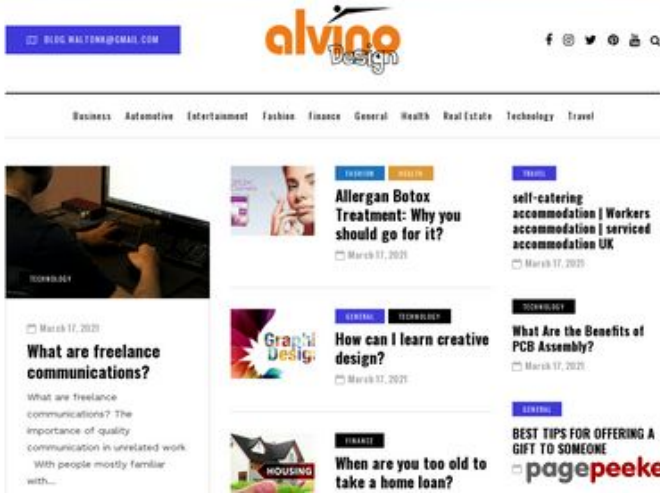 BLOG.WALTONH@GMAIL.COM
alvino
Design
Business Automotive Entertainment Fashion Finance General Health Real Estate Technology Travel
TECHNOLOGY
March 17, 2021
What are freelance
communications?
What are freelance
communications? The
importance of quality
communication in unrelated work
With people mostly familiar
with...
FASHION HEALTH
Allergan Botox
Treatment: Why you
should go for it?
March 17, 2021
Graphi
Desig
GENERAL TECHNOLOGY
How can I learn creative
design?
March 17, 2021
HOUSING
FINANCE
When are you too old to
take a home loan?
TRAVEL
self-catering
accommodation | Workers
accommodation | serviced
accommodation UK
March 17, 2021
TECHNOLOGY
What Are the Benefits of
PCB Assembly?
March 17, 2021
GENERAL
BEST TIPS FOR OFFERING A
GIFT TO SOMEONE
pagepeeke